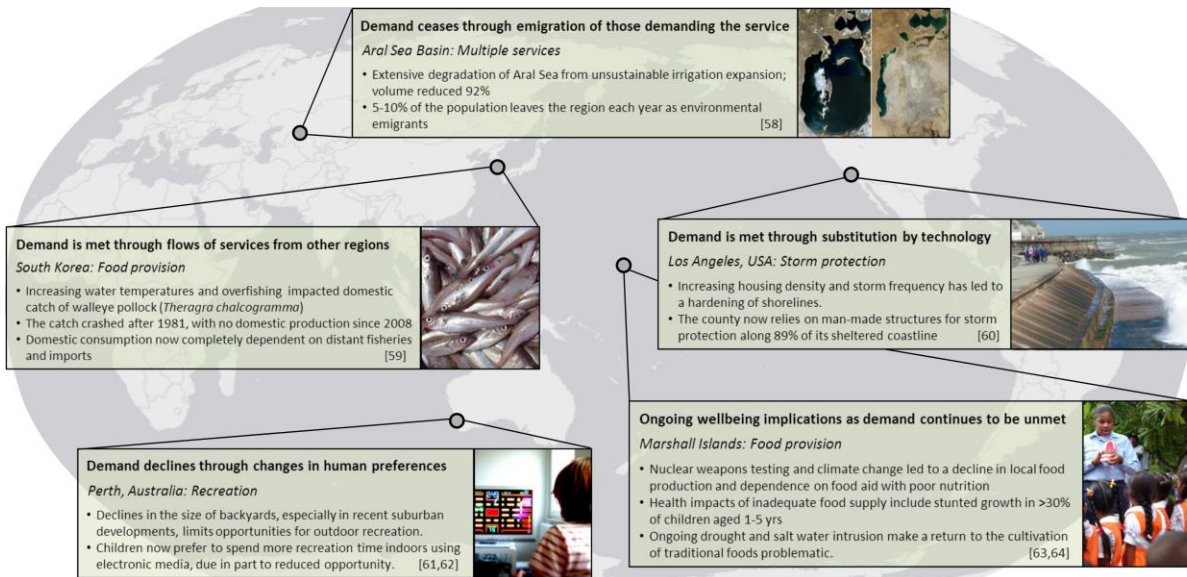 Demand ceases through emigration of those demanding the service
Aral Sea Basin: Multiple services
• Extensive degradation of Aral Sea from unsustainable irrigation expansion;
volume reduced 92%
• 5-10% of the population leaves the region each year as environmental
emigrants [58]
Demand is met through flows of services from other regions
South Korea: Food provision
• Increasing water temperatures and overfishing impacted domestic
catch of walleye pollock (Theragra chalcogramma)
• The catch crashed after 1981, with no domestic production since 2008
• Domestic consumption now completely dependent on distant fisheries
and imports [59]
Demand is met through substitution by technology
Los Angeles, USA: Storm protection
• Increasing housing density and storm frequency has led to
a hardening of shorelines.
• The county now relies on man-made structures for storm
protection along 89% of its sheltered coastline [60]
Demand declines through changes in human preferences
Perth, Australia: Recreation
• Declines in the size of backyards, especially in recent suburban
developments, limits opportunities for outdoor recreation.
• Children now prefer to spend more recreation time indoors using
electronic media, due in part to reduced opportunity. [61,62]
Ongoing wellbeing implications as demand continues to be unmet
Marshall Islands: Food provision
• Nuclear weapons testing and climate change led to a decline in local food
production and dependence on food aid with poor nutrition
• Health impacts of inadequate food supply include stunted growth in >30%
of children aged 1-5 yrs
• Ongoing drought and salt water intrusion make a return to the cultivation
of traditional foods problematic. [63,64]